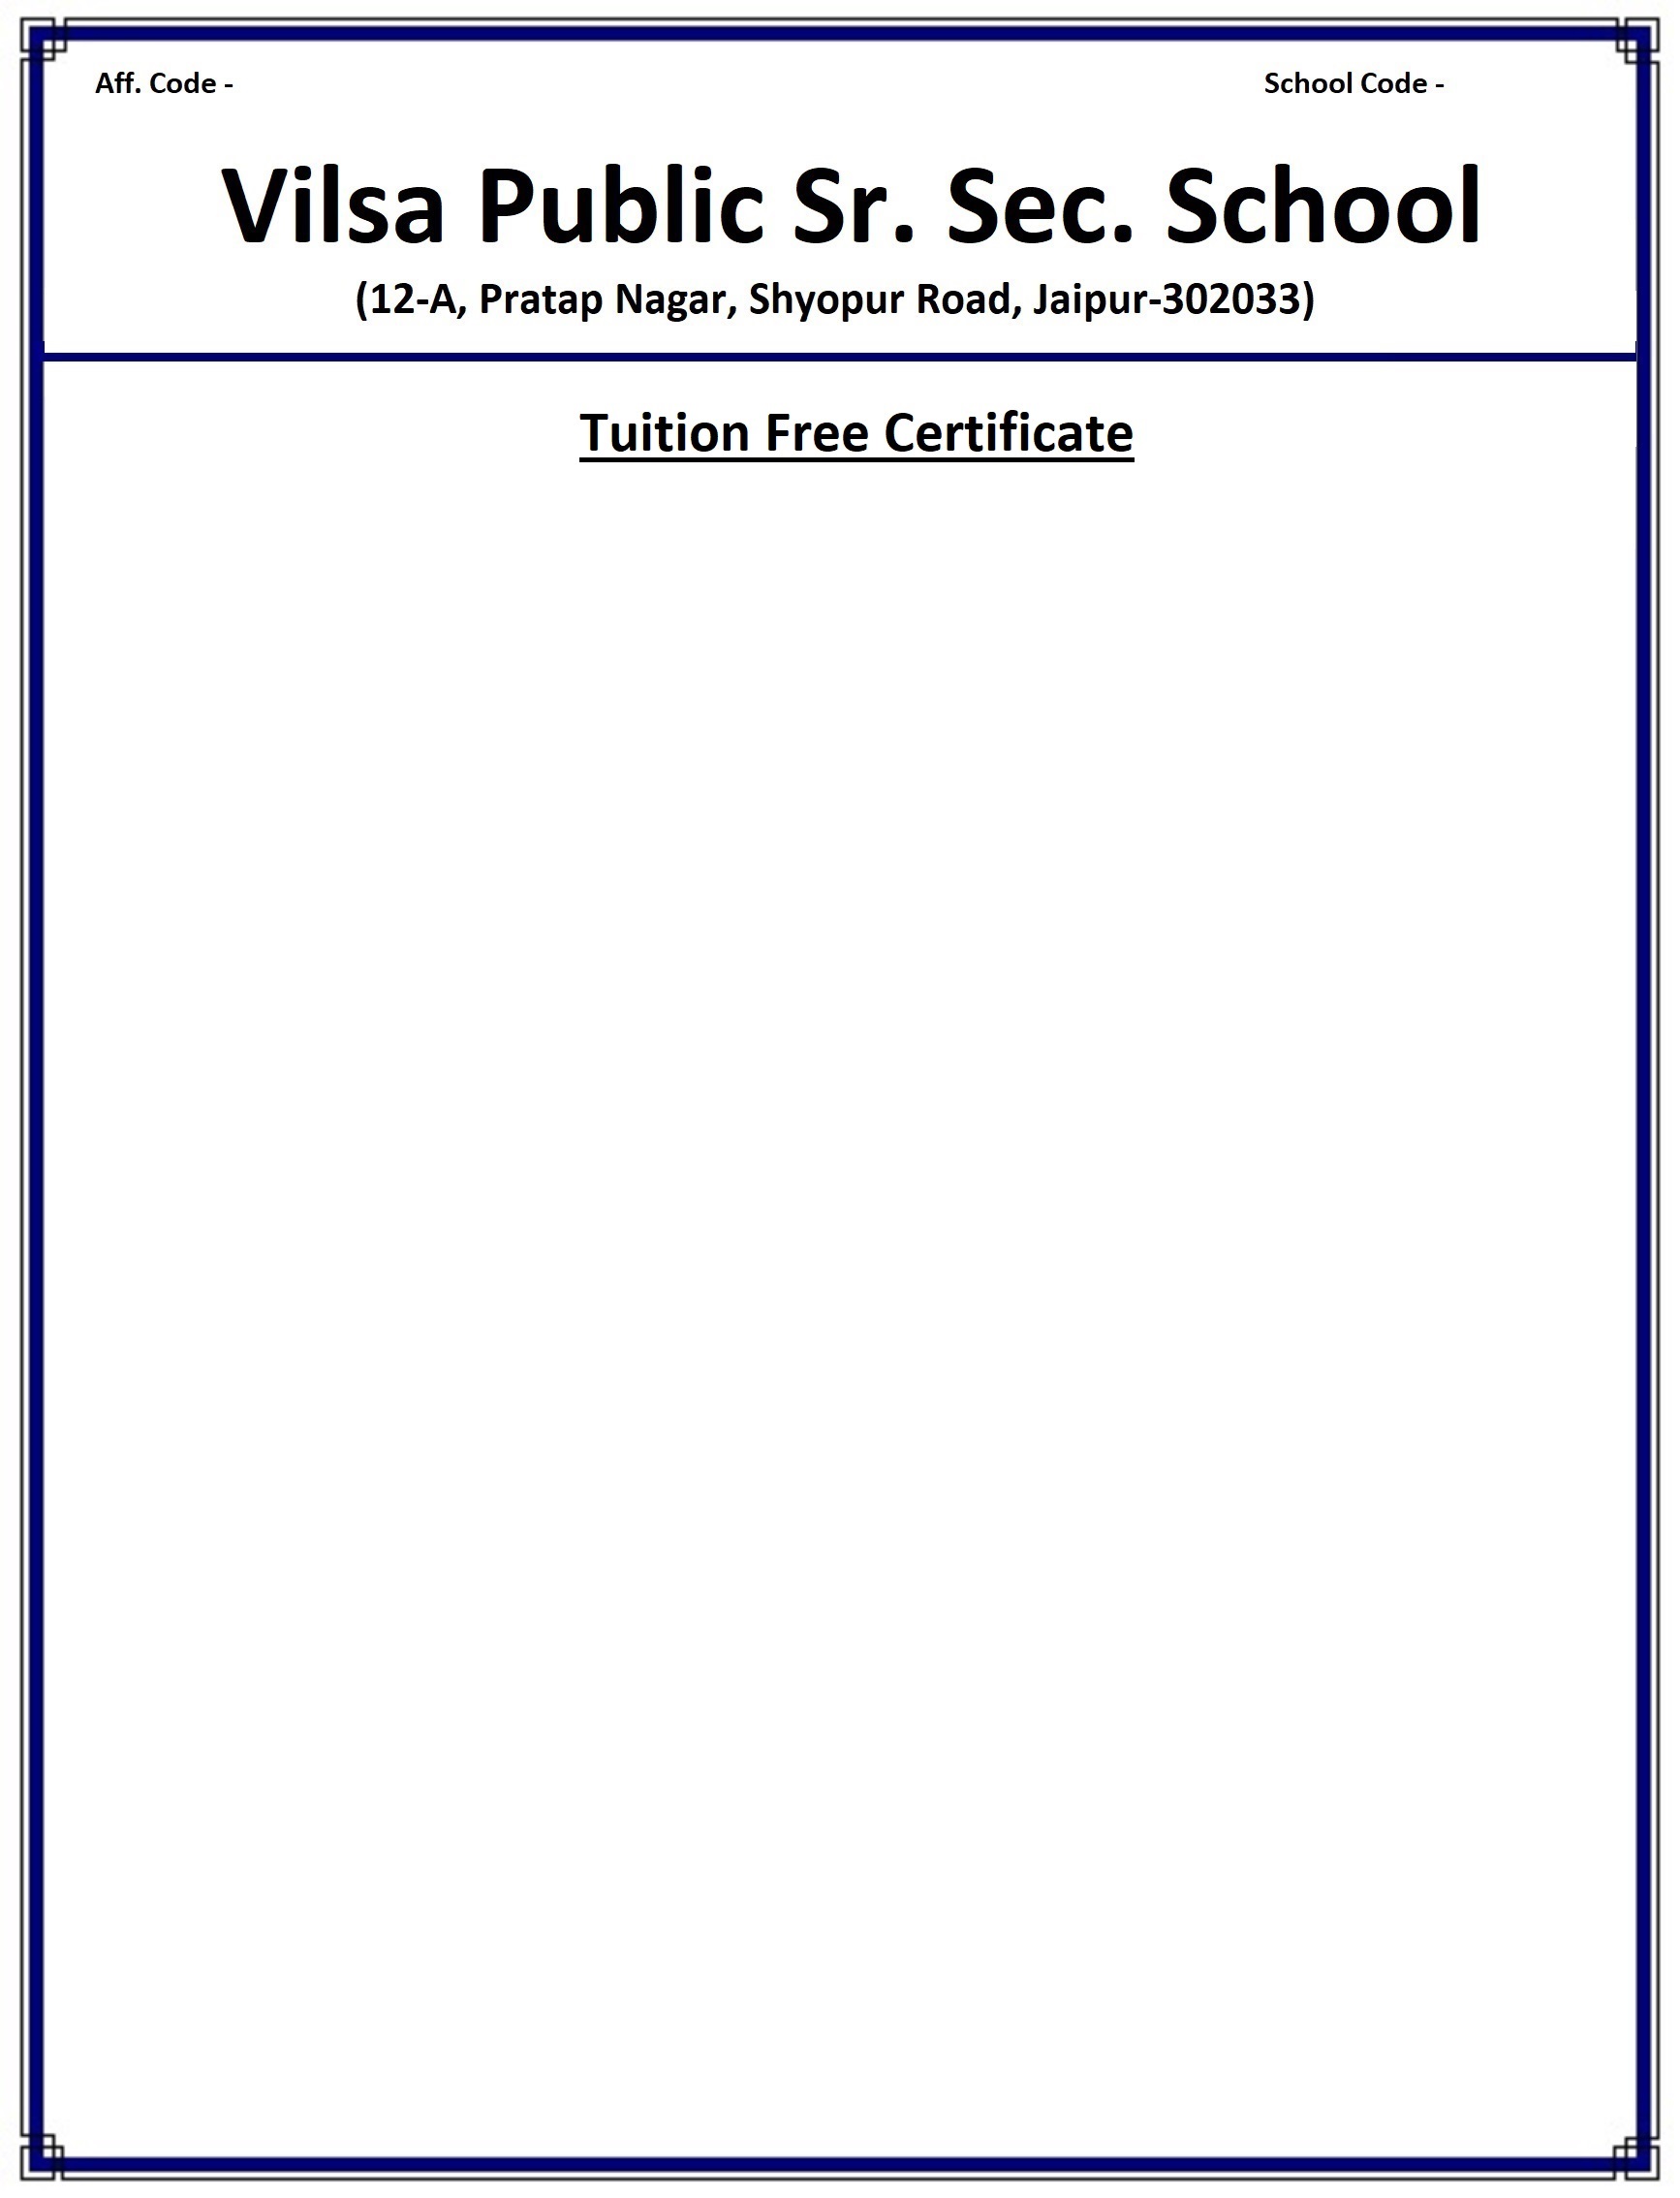 Aff. Code -
School Code -
Vilsa Public Sr. Sec. School
(12-A, Pratap Nagar, Shyopur Road, Jaipur-302033)
Tuition Free Certificate